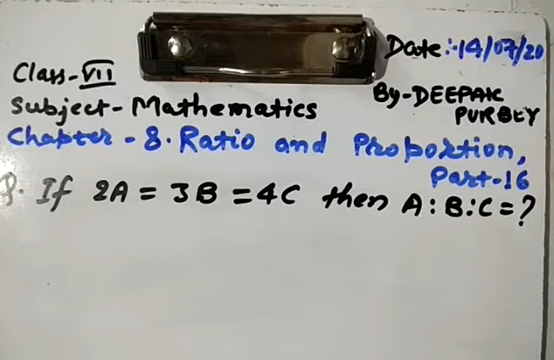 Date:-14/07/20
Class-VII
By-DEEPAK
Subject-Mathematics
PURBEY
Chapter-8. Ratio and Proportion,
Part-16
Q. If 2A = 3B = 4C then A:B:C=?